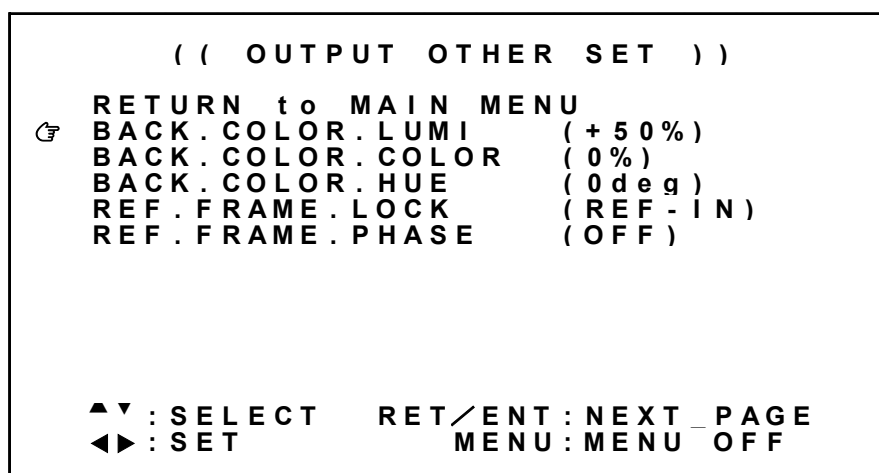 (( OUTPUT OTHER SET ))
RETURN to MAIN MENU
☞ BACK.COLOR.LUMI (+50%)
BACK.COLOR.COLOR (0%)
BACK.COLOR.HUE (0deg)
REF.FRAME.LOCK (REF-IN)
REF.FRAME.PHASE (OFF)
▲▼:SELECT RET/ENT:NEXT_PAGE
◀▶:SET MENU:MENU OFF